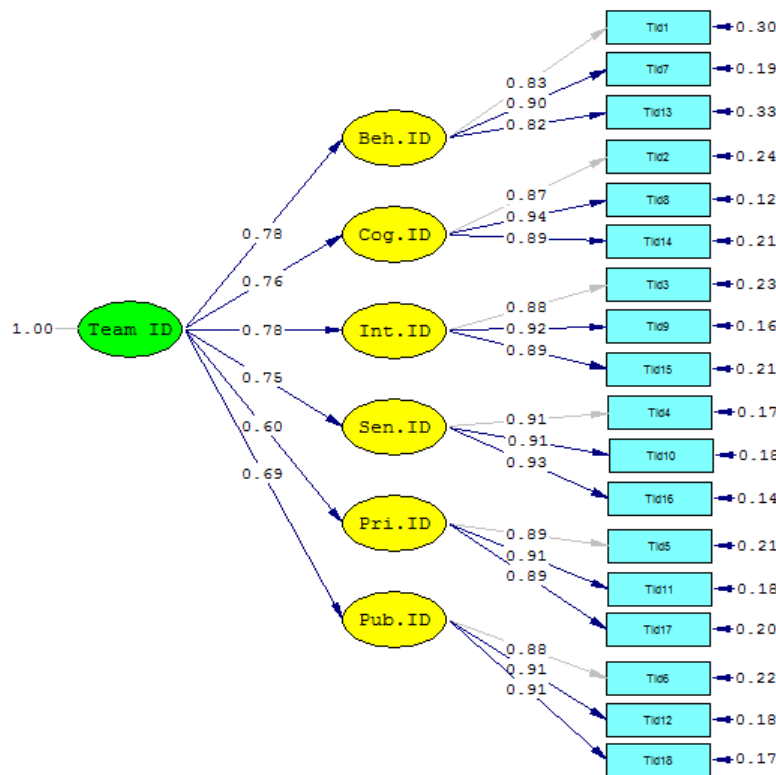 Tid1 0.30
0.83
Tid7 0.19
0.90
Tid13 0.33
0.82
Beh.ID
Tid2 0.24
0.87
Tid8 0.12
0.94
0.78
Cog.ID
0.89
Tid14 0.21
0.76
Tid3 0.23
0.88
1.00 Team ID
0.78
Int.ID
0.92
Tid9 0.16
0.89
Tid15 0.21
0.75
0.91
Tid4 0.17
0.60
Sen.ID
0.91
Tid10 0.18
0.93
0.69
Tid16 0.14
Pri.ID
0.89
Tid5 0.21
0.91
0.89
Tid11 0.18
Tid17 0.20
Pub.ID
0.88
0.91
0.91
Tid6 0.22
Tid12 0.18
Tid18 0.17